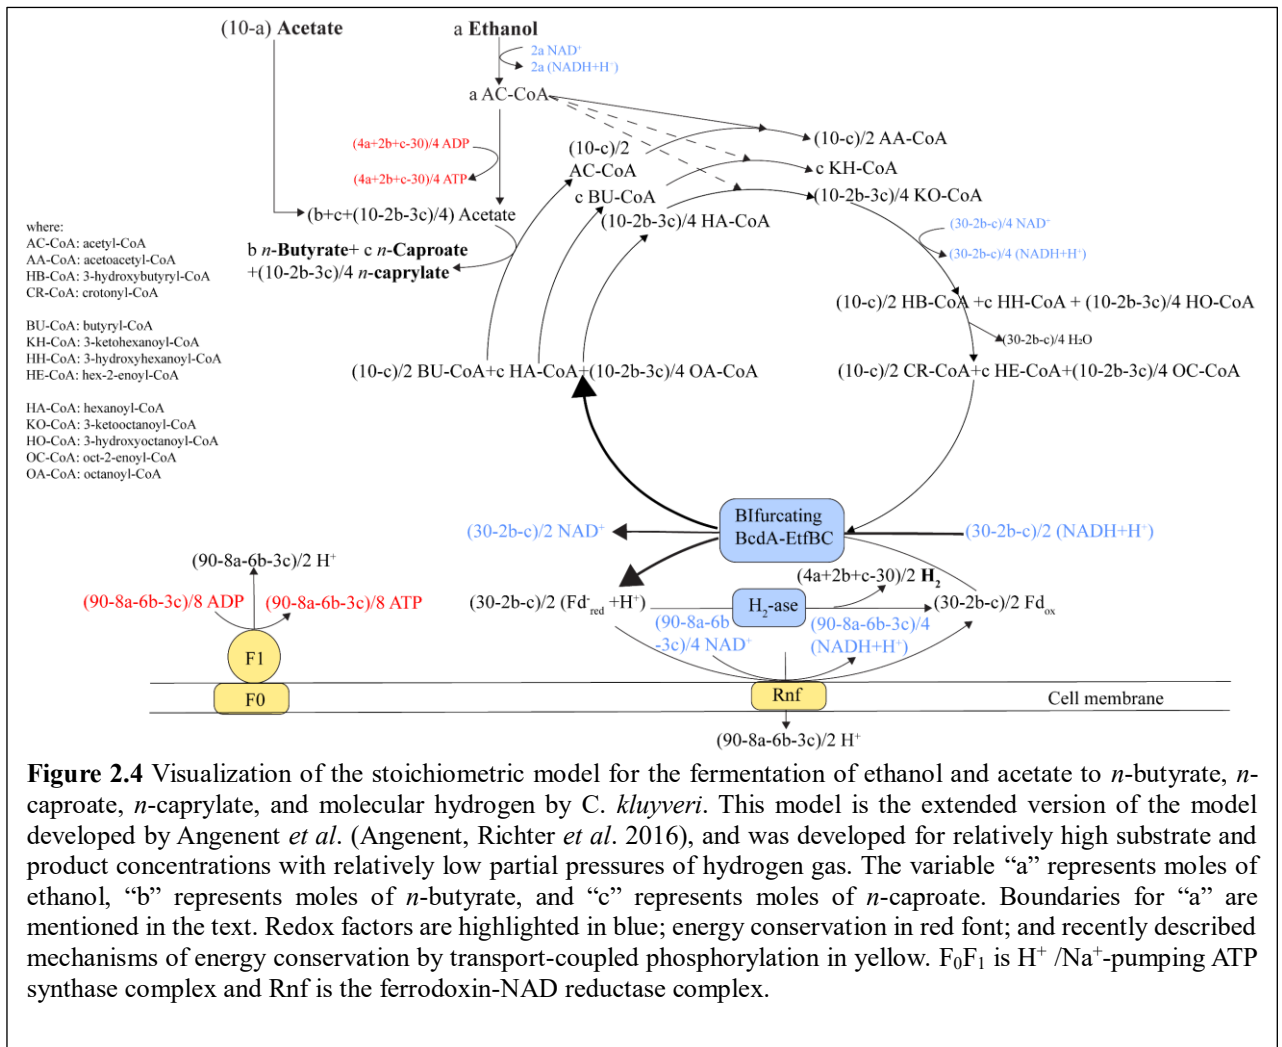 (10-a) Acetate
a Ethanol
2a NAD⁺
2a (NADH+H⁺)
a AC-CoA
(4a+2b+c-30)/4 ADP
(4a+2b+c-30)/4 ATP
(b+c+(10-2b-3c)/4) Acetate
b n-Butyrate+ c n-Caproate
+(10-2b-3c)/4 n-caprylate
(10-c)/2
AC-CoA
c BU-CoA
(10-2b-3c)/4 HA-CoA
(10-c)/2 AA-CoA
c KH-CoA
(10-2b-3c)/4 KO-CoA
(30-2b-c)/4 NAD⁺
(30-2b-c)/4 (NADH+H⁺)
(10-c)/2 HB-CoA +c HH-CoA + (10-2b-3c)/4 HO-CoA
(30-2b-c)/4 H₂O
(10-c)/2 CR-CoA+c HE-CoA+(10-2b-3c)/4 OC-CoA
(10-c)/2 BU-CoA+c HA-CoA+(10-2b-3c)/4 OA-CoA
where:
AC-CoA: acetyl-CoA
AA-CoA: acetoacetyl-CoA
HB-CoA: 3-hydroxybutyryl-CoA
CR-CoA: crotonyl-CoA
BU-CoA: butyryl-CoA
KH-CoA: 3-ketohexanoyl-CoA
HH-CoA: 3-hydroxyhexanoyl-CoA
HE-CoA: hex-2-enoyl-CoA
HA-CoA: hexanoyl-CoA
KO-CoA: 3-ketooctanoyl-CoA
HO-CoA: 3-hydroxyoctanoyl-CoA
OC-CoA: oct-2-enoyl-CoA
OA-CoA: octanoyl-CoA
(30-2b-c)/2 NAD⁺
BIfurcating
BcdA-EtfBC
(30-2b-c)/2 (NADH+H⁺)
(90-8a-6b-3c)/2 H⁺
(90-8a-6b-3c)/8 ADP
(90-8a-6b-3c)/8 ATP
(30-2b-c)/2 (Fd⁻red +H⁺)
H₂-ase
(4a+2b+c-30)/2 H₂
(30-2b-c)/2 Fdox
(90-8a-6b
-3c)/4 NAD⁺
(90-8a-6b-3c)/4
(NADH+H⁺)
F1
F0
Rnf
Cell membrane
(90-8a-6b-3c)/2 H⁺
Figure 2.4 Visualization of the stoichiometric model for the fermentation of ethanol and acetate to n-butyrate, n-
caproate, n-caprylate, and molecular hydrogen by C. kluyveri. This model is the extended version of the model
developed by Angenent et al. (Angenent, Richter et al. 2016), and was developed for relatively high substrate and
product concentrations with relatively low partial pressures of hydrogen gas. The variable “a” represents moles of
ethanol, “b” represents moles of n-butyrate, and “c” represents moles of n-caproate. Boundaries for “a” are
mentioned in the text. Redox factors are highlighted in blue; energy conservation in red font; and recently described
mechanisms of energy conservation by transport-coupled phosphorylation in yellow. F₀F₁ is H⁺ /Na⁺-pumping ATP
synthase complex and Rnf is the ferrodoxin-NAD reductase complex.